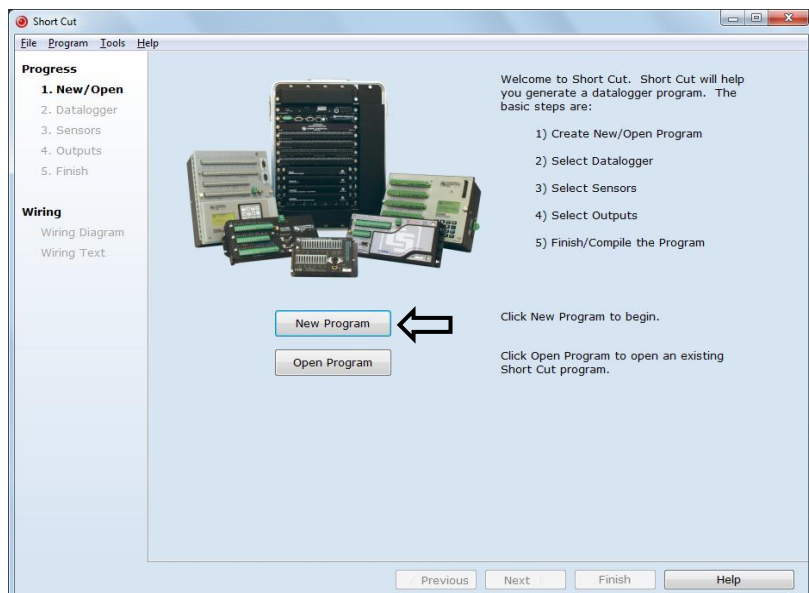 Short Cut
File Program Tools Help
Progress
1. New/Open
2. Datalogger
3. Sensors
4. Outputs
5. Finish
Wiring
Wiring Diagram
Wiring Text
Welcome to Short Cut. Short Cut will help
you generate a datalogger program. The
basic steps are:
1) Create New/Open Program
2) Select Datalogger
3) Select Sensors
4) Select Outputs
5) Finish/Compile the Program
New Program
Click New Program to begin.
Open Program
Click Open Program to open an existing
Short Cut program.
Previous Next Finish Help